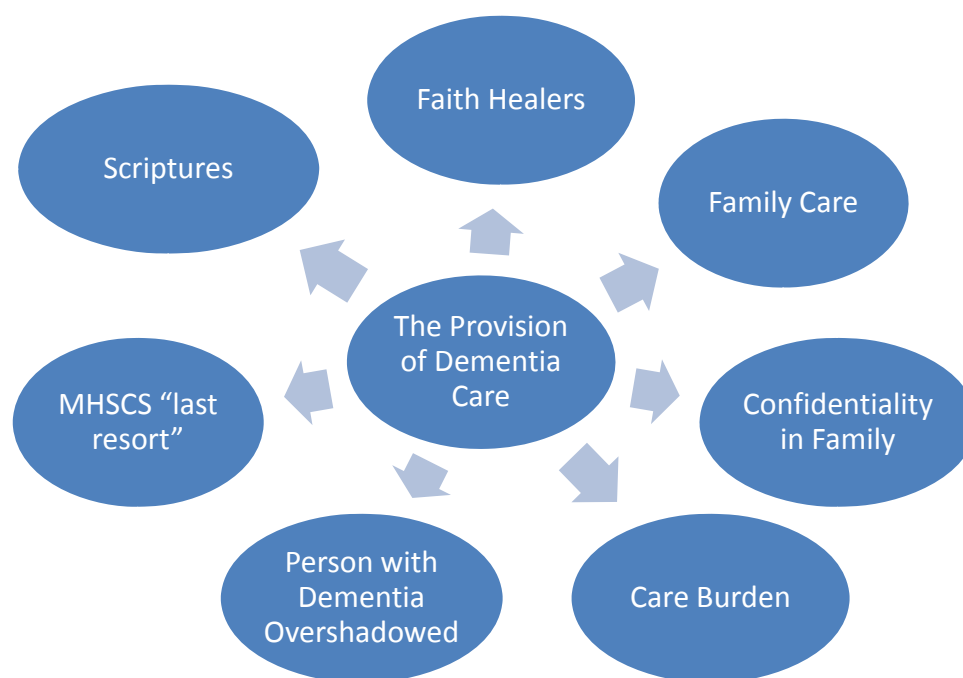 Faith Healers
Scriptures
Family Care
The Provision
of Dementia
Care
MHSCS “last
resort”
Confidentiality
in Family
Person with
Dementia
Overshadowed
Care Burden